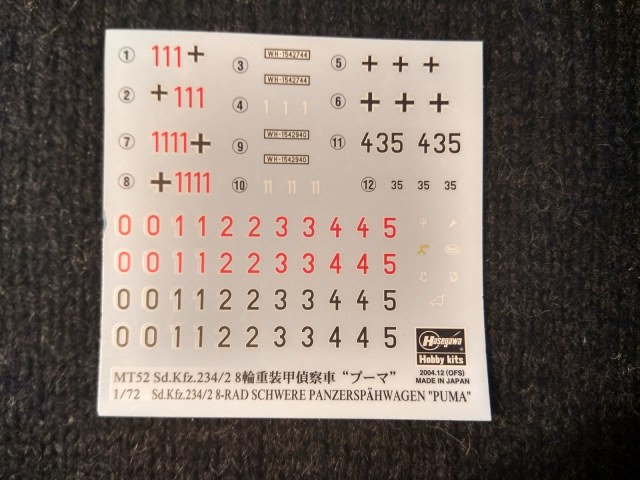 1 111
3 WH-1542744
WH-1542744
5
2 111
4 1 1 1
6
7 1111
9 WH-1542940
WH-1542940
11 435 435
8 1111
10 11 11 11
12 35 35 35
0 0 1 1 2 2 3 3 4 4 5
0 0 1 1 2 2 3 3 4 4 5
0 0 1 1 2 2 3 3 4 4 5
0 0 1 1 2 2 3 3 4 4 5
Hasegawa
Hobby kits
2004.12 (OFS)
MADE IN JAPAN
MT52 Sd.Kfz.234/2 8輪重装甲偵察車 “プーマ”
1/72 Sd.Kfz.234/2 8-RAD SCHWERE PANZERSPÄHWAGEN "PUMA"